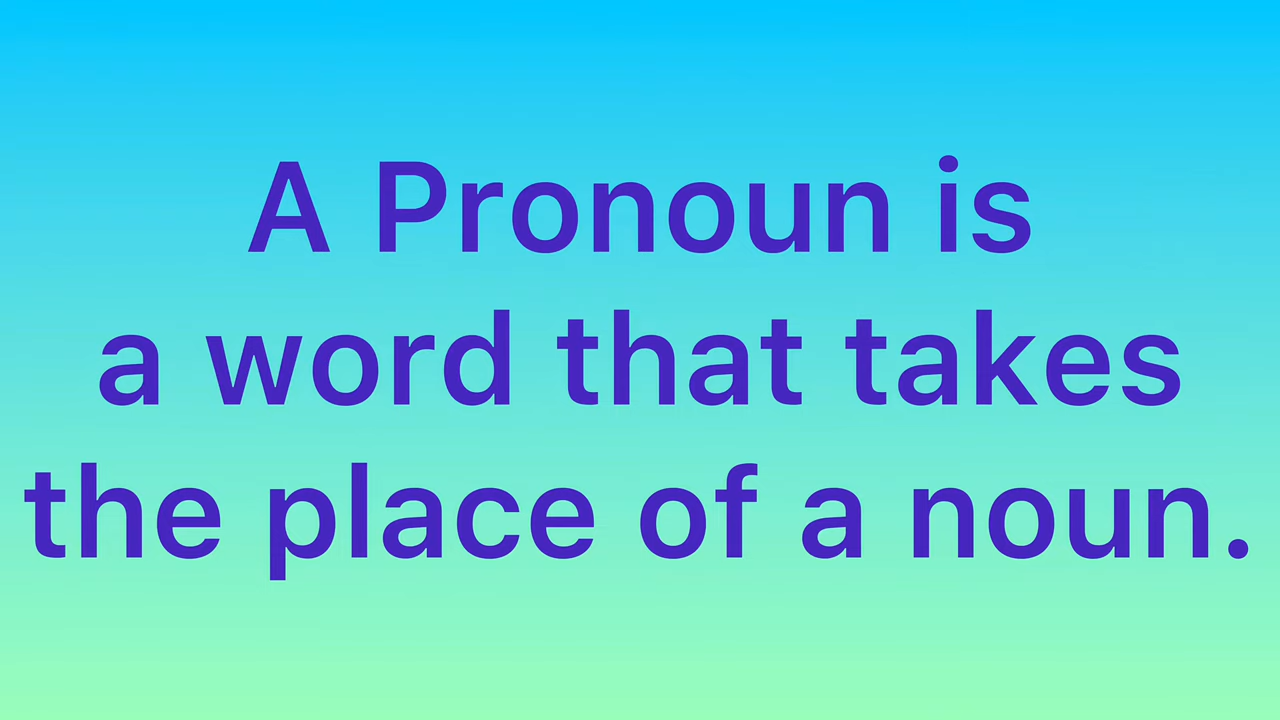 A Pronoun is
a word that takes
the place of a noun.